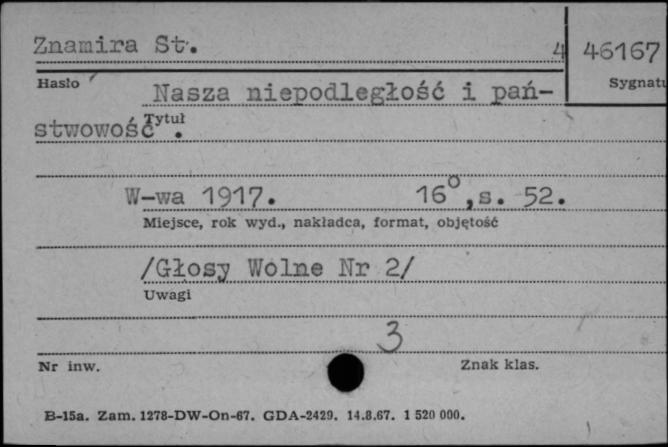 Znamira St.
4 46167
Hasło
Sygnatu
Nasza niepodległość i pań-
Tytuł
stwowość.
W-wa 1917. 16°, s. 52.
Miejsce, rok wyd., nakładca, format, objętość
/Głosy Wolne Nr 2/
Uwagi
3
Nr inw.
Znak klas.
B-15a. Zam. 1278-DW-On-67. GDA-2429. 14.8.67. 1 520 000.